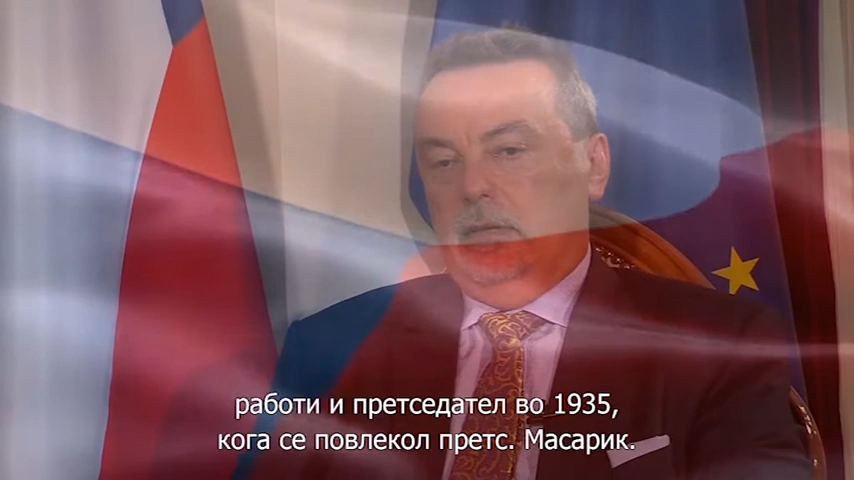 работи и претседател во 1935,
кога се повлекол претс. Масарик.